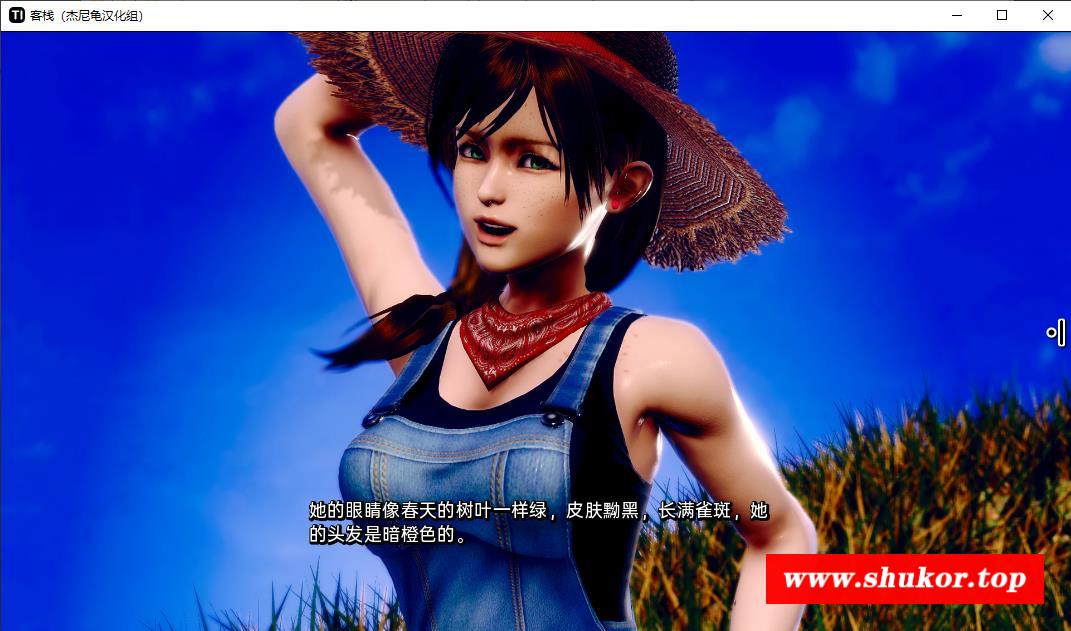 TI 客栈（杰尼龟汉化组）
她的眼睛像春天的树叶一样绿，皮肤黝黑，长满雀斑，她
的头发是暗橙色的。
www.shukor.top